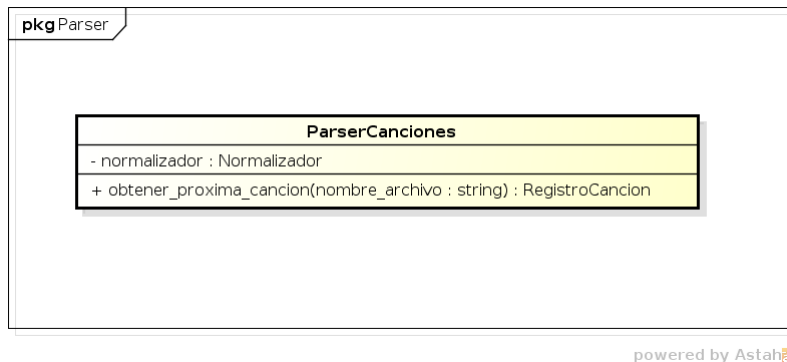 pkg Parser
ParserCanciones
- normalizador : Normalizador
+ obtener_proxima_cancion(nombre_archivo : string) : RegistroCancion
powered by Astah